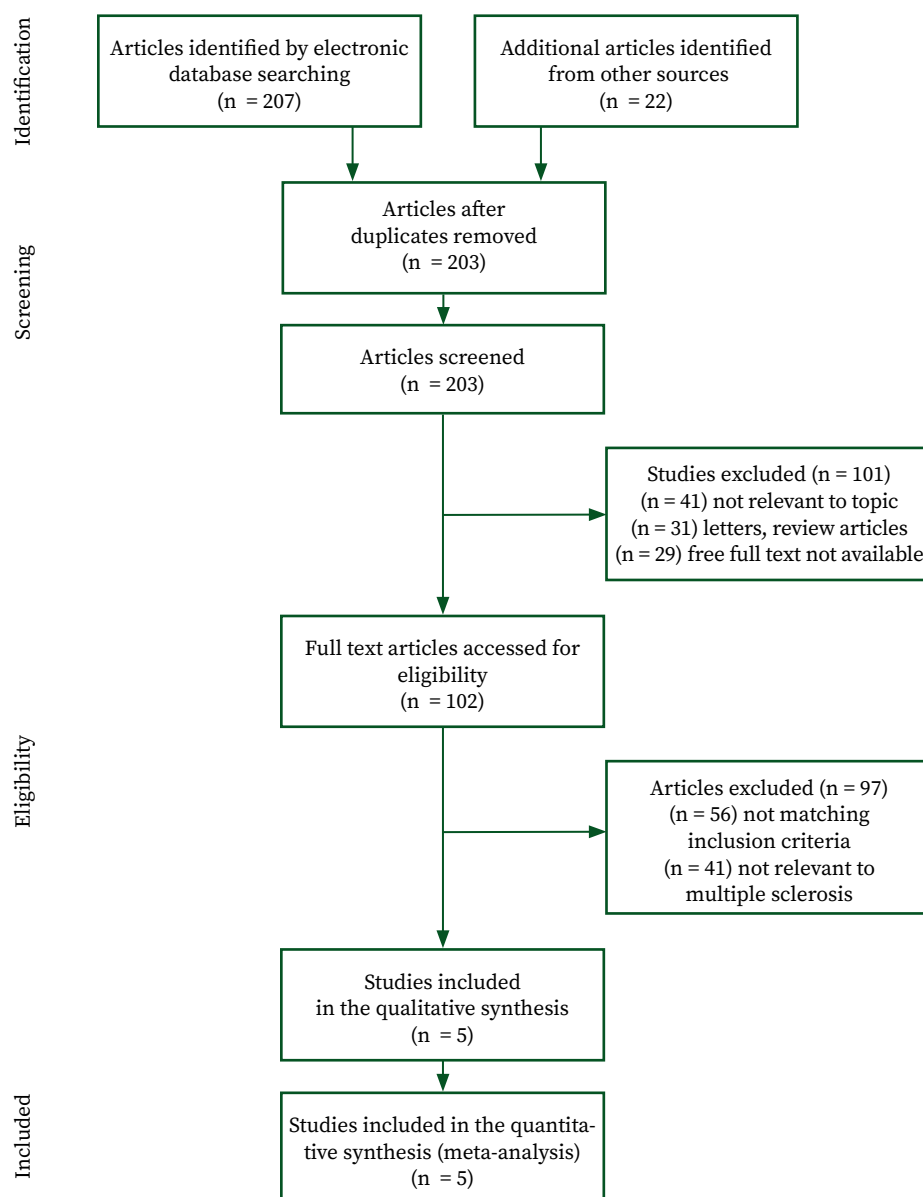 Identification
Articles identified by electronic
database searching
(n = 207)
Additional articles identified
from other sources
(n = 22)
Screening
Articles after
duplicates removed
(n = 203)
Articles screened
(n = 203)
Studies excluded (n = 101)
(n = 41) not relevant to topic
(n = 31) letters, review articles
(n = 29) free full text not available
Eligibility
Full text articles accessed for
eligibility
(n = 102)
Articles excluded (n = 97)
(n = 56) not matching
inclusion criteria
(n = 41) not relevant to
multiple sclerosis
Studies included
in the qualitative synthesis
(n = 5)
Included
Studies included in the quantita-
tive synthesis (meta-analysis)
(n = 5)